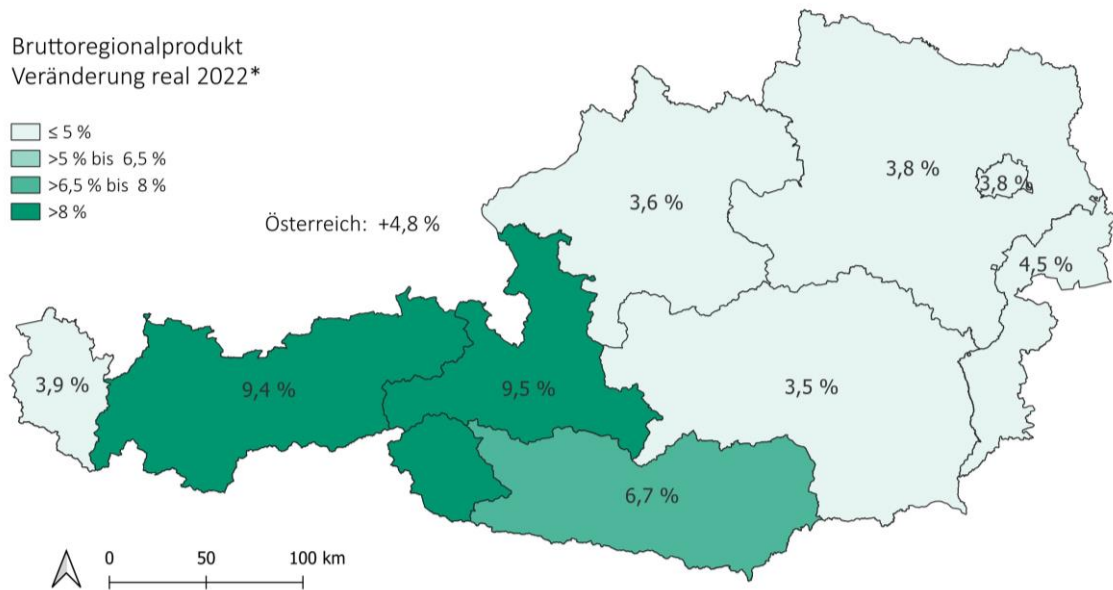 Bruttoregionalprodukt
Veränderung real 2022*
≤ 5 %
>5 % bis 6,5 %
>6,5 % bis 8 %
>8 %
Österreich: +4,8 %
3,8 %
3,8 %
3,6 %
4,5 %
3,9 %
9,4 %
9,5 %
3,5 %
6,7 %
0 50 100 km